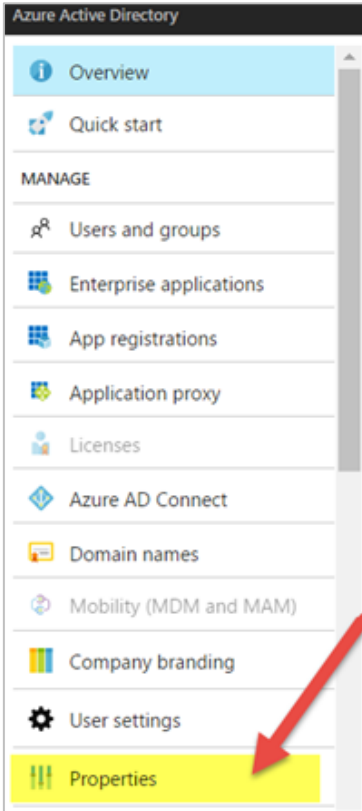 Azure Active Directory
Overview
Quick start
MANAGE
Users and groups
Enterprise applications
App registrations
Application proxy
Licenses
Azure AD Connect
Domain names
Mobility (MDM and MAM)
Company branding
User settings
Properties